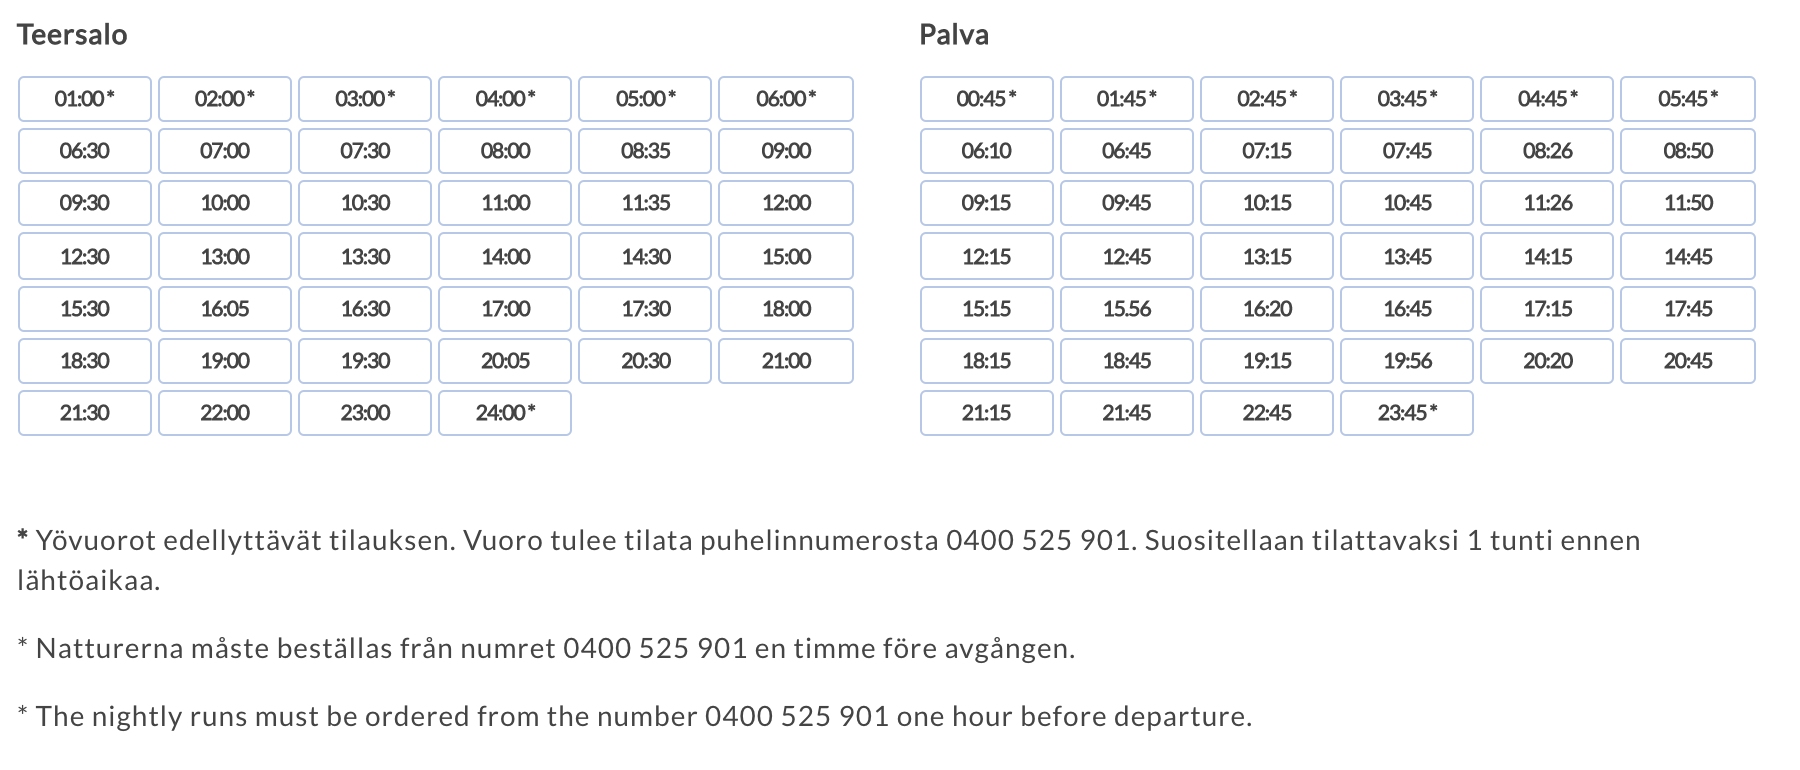 Teersalo
01:00* 02:00* 03:00* 04:00* 05:00* 06:00*
06:30 07:00 07:30 08:00 08:35 09:00
09:30 10:00 10:30 11:00 11:35 12:00
12:30 13:00 13:30 14:00 14:30 15:00
15:30 16:05 16:30 17:00 17:30 18:00
18:30 19:00 19:30 20:05 20:30 21:00
21:30 22:00 23:00 24:00*
Palva
00:45* 01:45* 02:45* 03:45* 04:45* 05:45*
06:10 06:45 07:15 07:45 08:26 08:50
09:15 09:45 10:15 10:45 11:26 11:50
12:15 12:45 13:15 13:45 14:15 14:45
15:15 15.56 16:20 16:45 17:15 17:45
18:15 18:45 19:15 19:56 20:20 20:45
21:15 21:45 22:45 23:45*
* Yövuorot edellyttävät tilauksen. Vuoro tulee tilata puhelinnumerosta 0400 525 901. Suositellaan tilattavaksi 1 tunti ennen
lähtöaikaa.
* Natturerna måste beställas från numret 0400 525 901 en timme före avgången.
* The nightly runs must be ordered from the number 0400 525 901 one hour before departure.